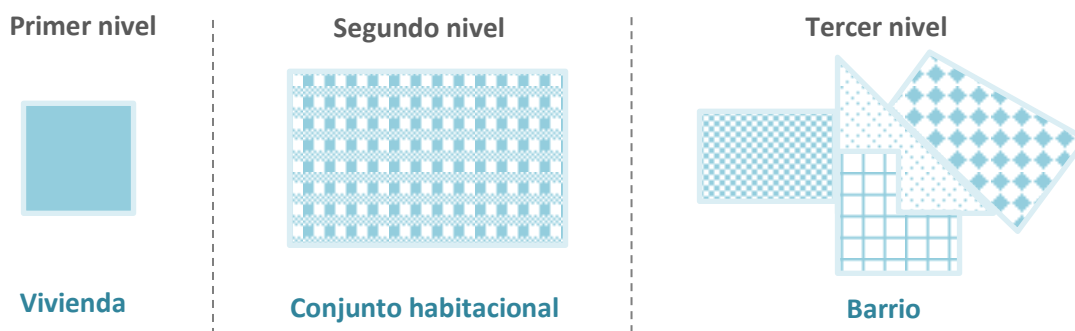 Primer nivel
Segundo nivel
Tercer nivel
Vivienda
Conjunto habitacional
Barrio